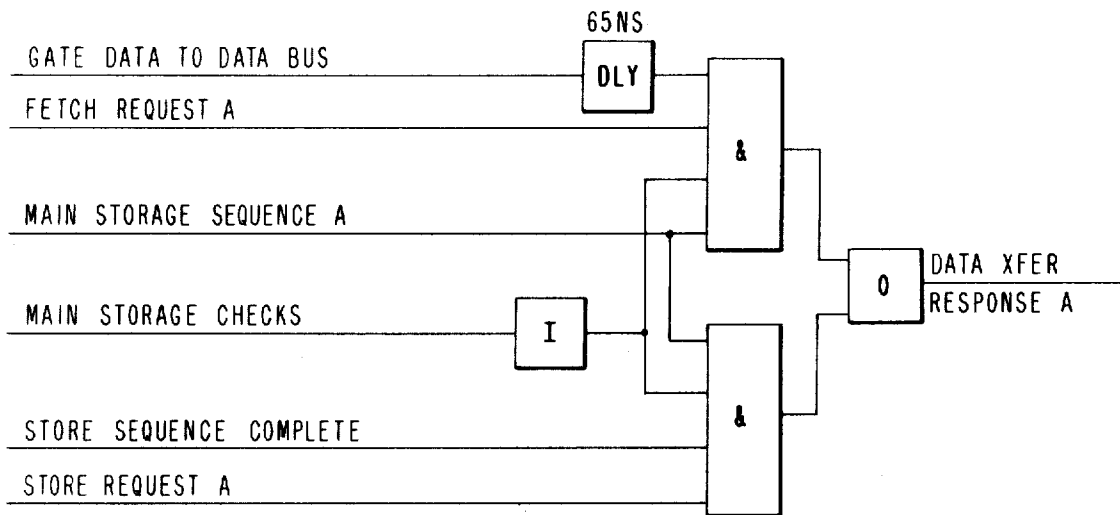 65NS
GATE DATA TO DATA BUS
DLY
FETCH REQUEST A
&
MAIN STORAGE SEQUENCE A
DATA XFER
O
RESPONSE A
MAIN STORAGE CHECKS
I
&
STORE SEQUENCE COMPLETE
STORE REQUEST A